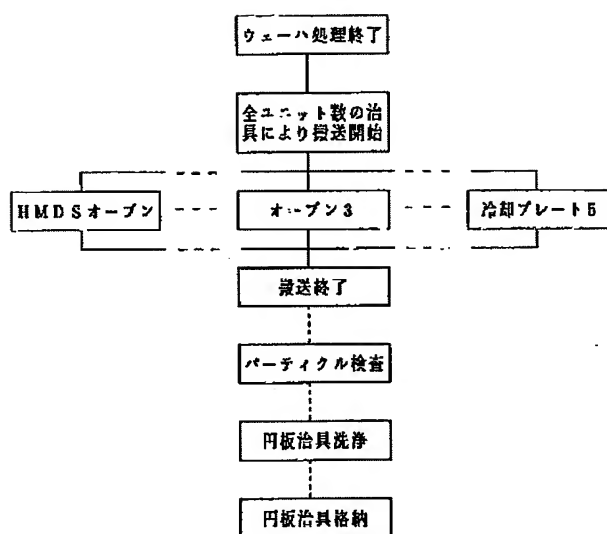 ウェーハ処理終了
全ユニット数の治
具により搬送開始
HMDSオーブン
オーブン3
冷却プレート5
搬送終了
パーティクル検査
円板治具洗浄
円板治具格納